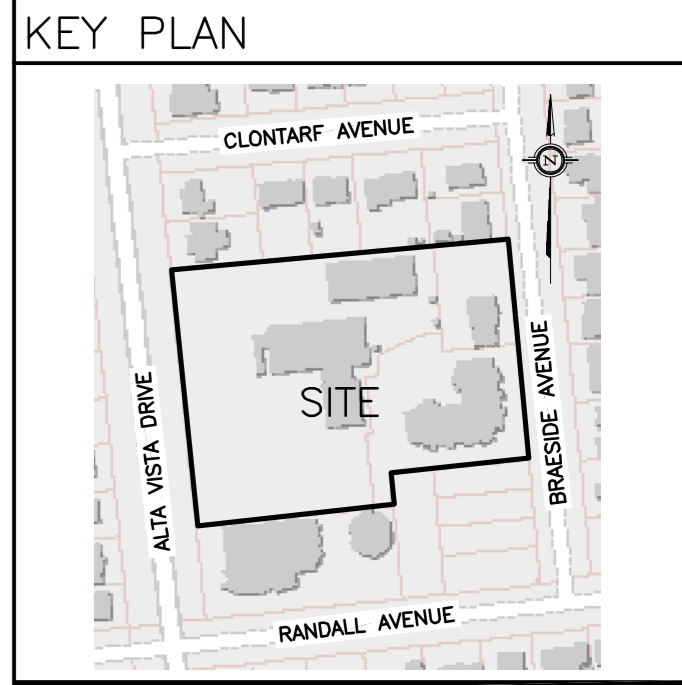 KEY PLAN
CLONTARF AVENUE
N
SITE
ALTA VISTA DRIVE
BRAESIDE AVENUE
RANDALL AVENUE